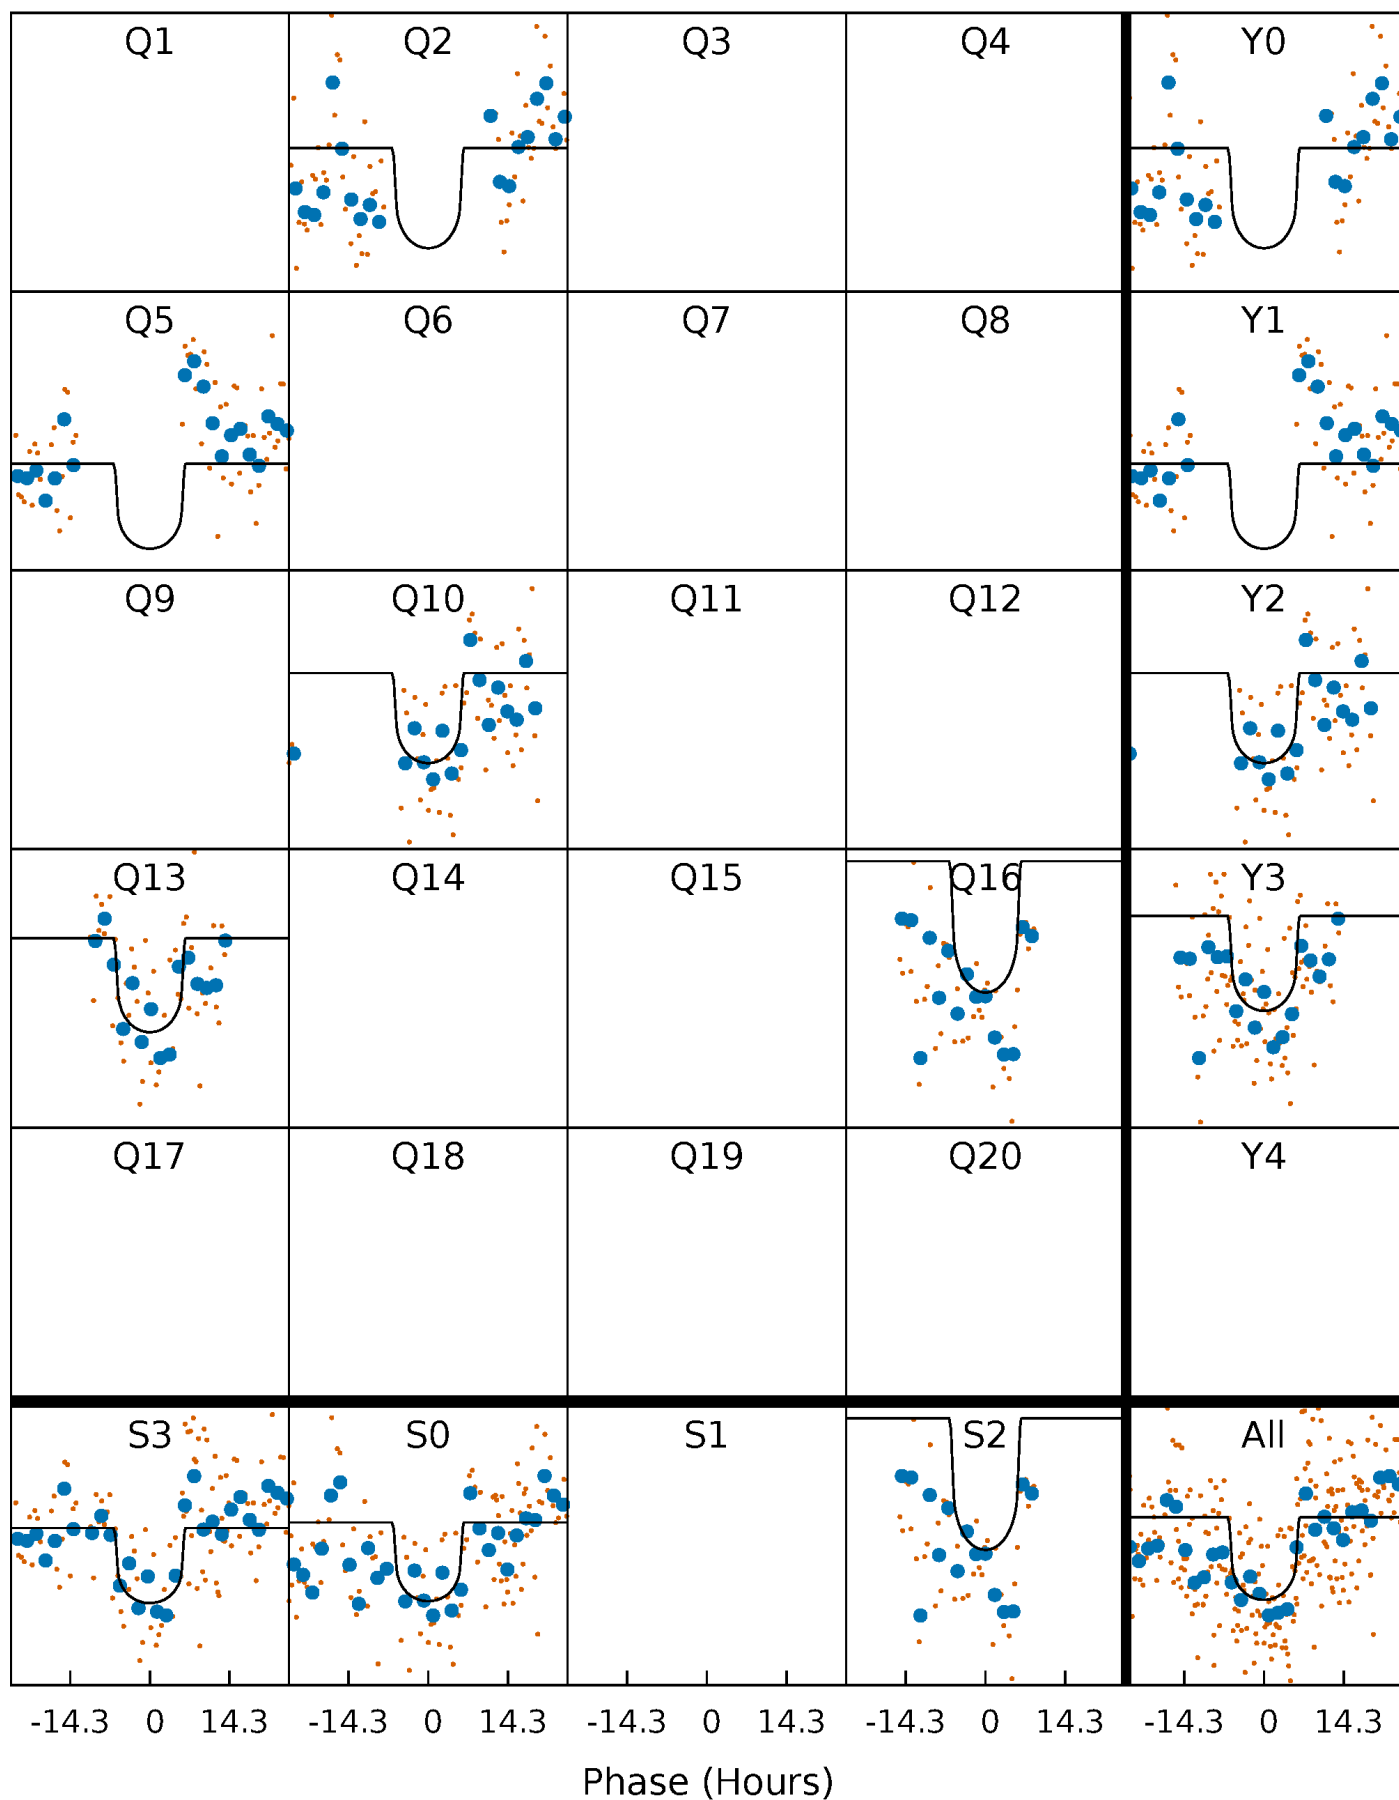 Q1 Q2 Q3 Q4 Y0
Q5 Q6 Q7 Q8 Y1
Q9 Q10 Q11 Q12 Y2
Q13 Q14 Q15 Q16 Y3
Q17 Q18 Q19 Q20 Y4
S3 S0 S1 S2 All
-14.3 0 14.3 -14.3 0 14.3 -14.3 0 14.3 -14.3 0 14.3 -14.3 0 14.3
Phase (Hours)